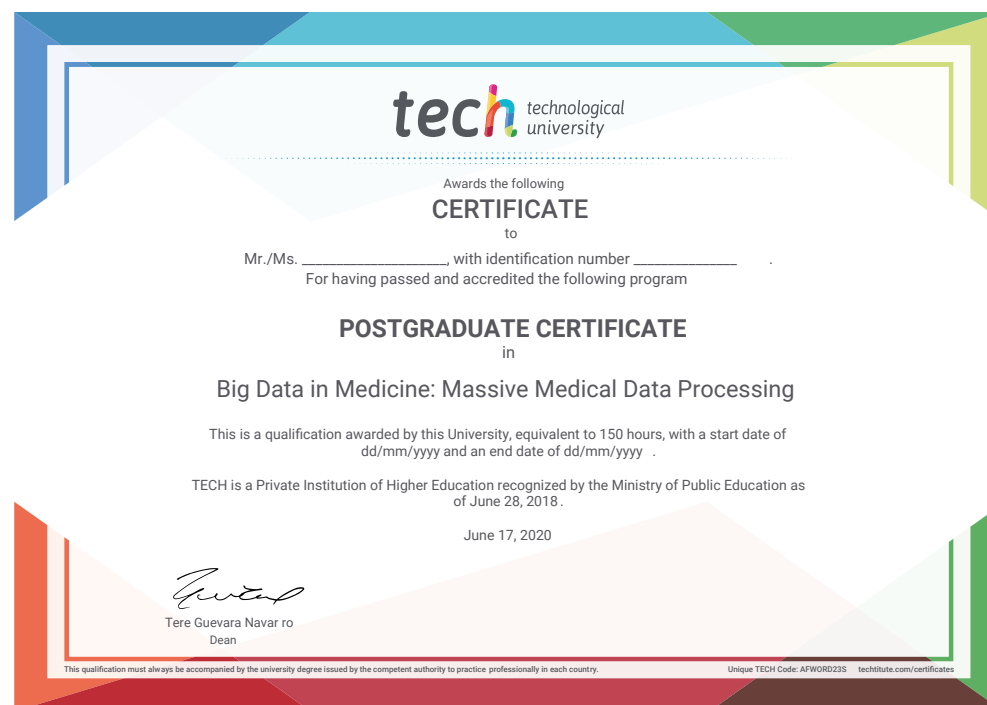 tech technological
university
Awards the following
CERTIFICATE
to
Mr./Ms. _____________________, with identification number _______________ .
For having passed and accredited the following program
POSTGRADUATE CERTIFICATE
in
Big Data in Medicine: Massive Medical Data Processing
This is a qualification awarded by this University, equivalent to 150 hours, with a start date of
dd/mm/yyyy and an end date of dd/mm/yyyy .
TECH is a Private Institution of Higher Education recognized by the Ministry of Public Education as
of June 28, 2018.
June 17, 2020
Tere Guevara Navar ro
Dean
This qualification must always be accompanied by the university degree issued by the competent authority to practice professionally in each country. Unique TECH Code: AFWORD23S techtitute.com/certificates